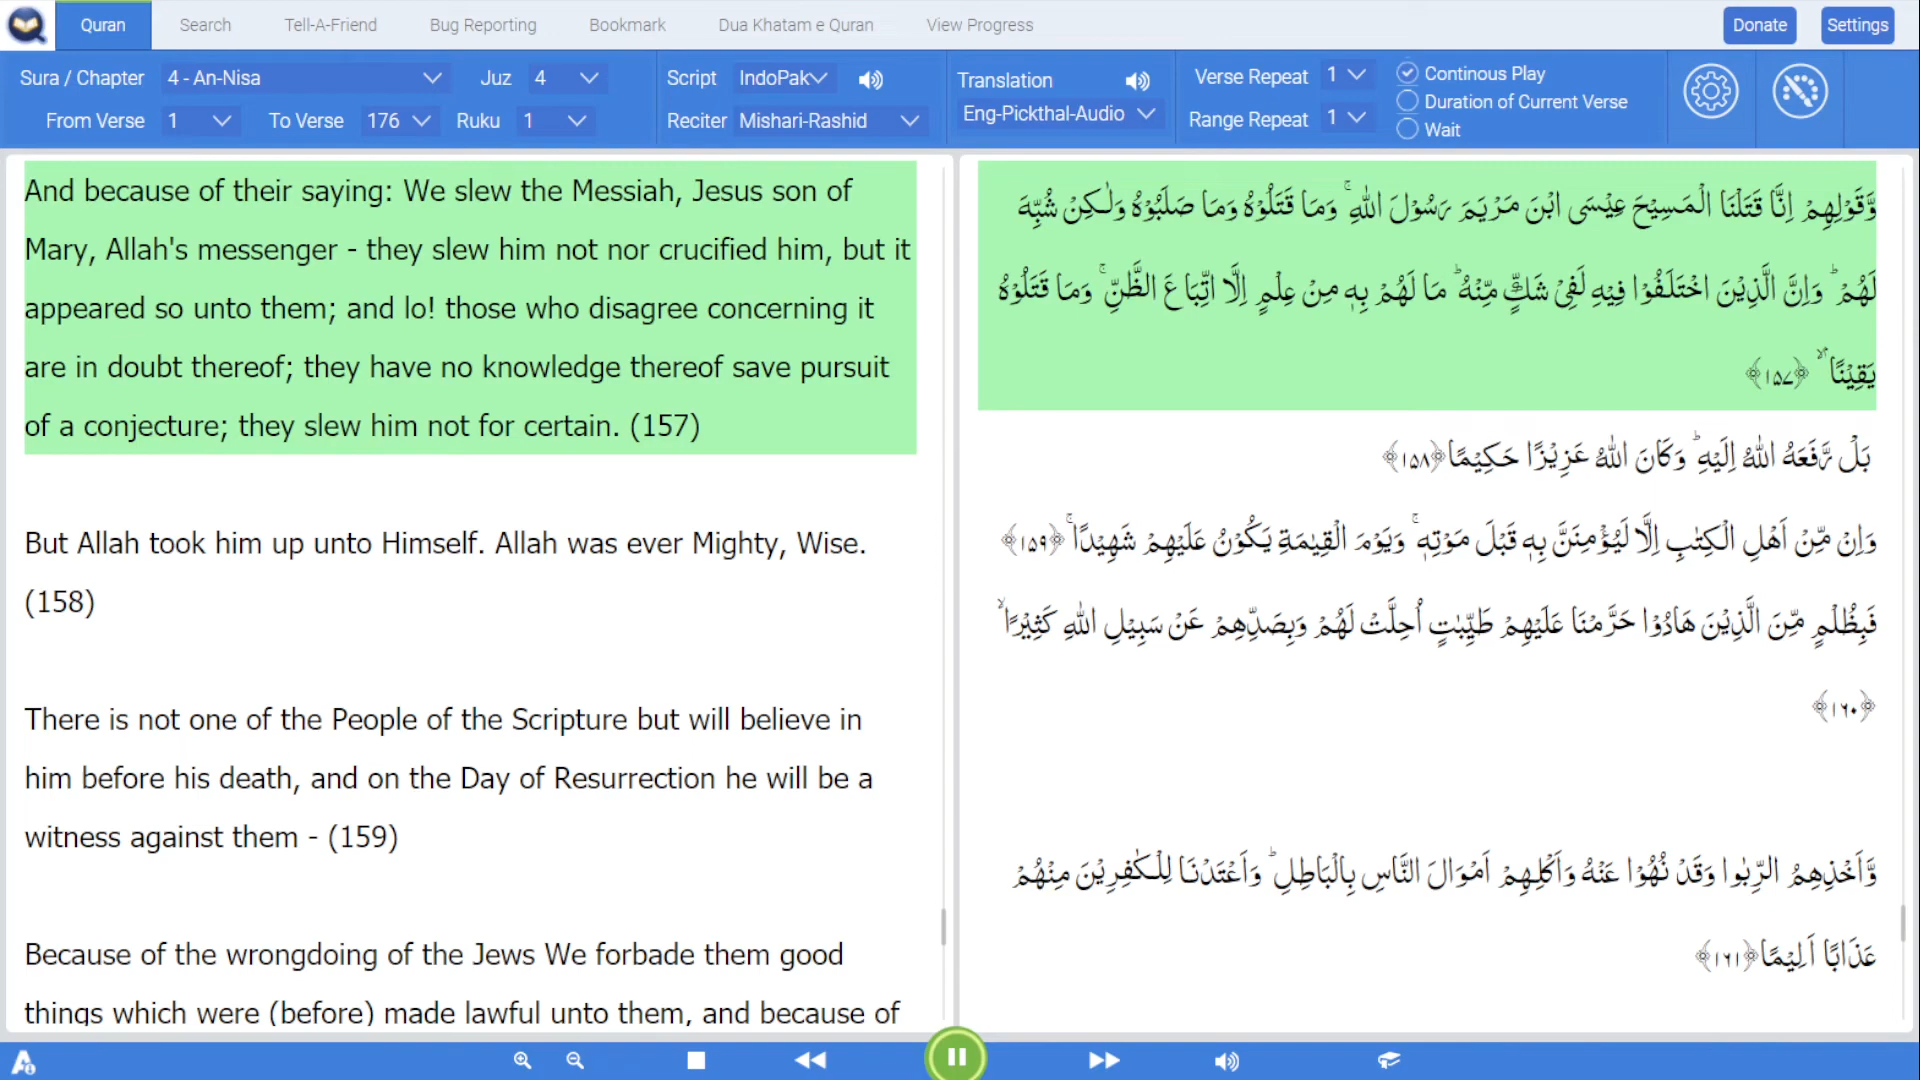 Quran
Search
Tell-A-Friend
Bug Reporting
Bookmark
Dua Khatam e Quran
View Progress
Donate
Settings
Sura / Chapter 4 - An-Nisa Juz 4
From Verse 1 To Verse 176 Ruku 1
Script IndoPak
Reciter Mishari-Rashid
Translation
Eng-Pickthal-Audio
Verse Repeat 1
Range Repeat 1
Continous Play
Duration of Current Verse
Wait
And because of their saying: We slew the Messiah, Jesus son of
Mary, Allah's messenger - they slew him not nor crucified him, but it
appeared so unto them; and lo! those who disagree concerning it
are in doubt thereof; they have no knowledge thereof save pursuit
of a conjecture; they slew him not for certain. (157)
But Allah took him up unto Himself. Allah was ever Mighty, Wise.
(158)
There is not one of the People of the Scripture but will believe in
him before his death, and on the Day of Resurrection he will be a
witness against them - (159)
Because of the wrongdoing of the Jews We forbade them good
things which were (before) made lawful unto them, and because of
وَّقَوْلِهِمْ اِنَّا قَتَلْنَا الْمَسِيْحَ عِيْسَى ابْنَ مَرْيَمَ رَسُوْلَ اللّٰهِ ۚ وَمَا قَتَلُوْهُ وَمَا صَلَبُوْهُ وَلٰـكِنْ شُبِّهَ
لَهُمْ ؕ وَاِنَّ الَّذِيْنَ اخْتَلَفُوْا فِيْهِ لَفِىْ شَكٍّ مِّنْهُ ؕ مَا لَهُمْ بِهٖ مِنْ عِلْمٍ اِلَّا اتِّبَاعَ الظَّنِّ ۚ وَمَا قَتَلُوْهُ
يَقِيْنًا ۙ ﴿۱۵۷﴾
بَلْ رَّفَعَهُ اللّٰهُ اِلَيْهِ ؕ وَكَانَ اللّٰهُ عَزِيْزًا حَكِيْمًا ﴿۱۵۸﴾
وَاِنْ مِّنْ اَهْلِ الْكِتٰبِ اِلَّا لَيُؤْمِنَنَّ بِهٖ قَبْلَ مَوْتِهٖ ۚ وَيَوْمَ الْقِيٰمَةِ يَكُوْنُ عَلَيْهِمْ شَهِيْدًا ۚ ﴿۱۵۹﴾
فَبِظُلْمٍ مِّنَ الَّذِيْنَ هَادُوْا حَرَّمْنَا عَلَيْهِمْ طَيِّبٰتٍ اُحِلَّتْ لَهُمْ وَبِصَدِّهِمْ عَنْ سَبِيْلِ اللّٰهِ كَثِيْرًا ۙ
﴿۱۶۰﴾
وَّاَخْذِهِمُ الرِّبٰوا وَقَدْ نُهُوْا عَنْهُ وَاَكْلِهِمْ اَمْوَالَ النَّاسِ بِالْبَاطِلِ ؕ وَاَعْتَدْنَا لِلْـكٰفِرِيْنَ مِنْهُمْ
عَذَابًا اَلِيْمًا ﴿۱۶۱﴾